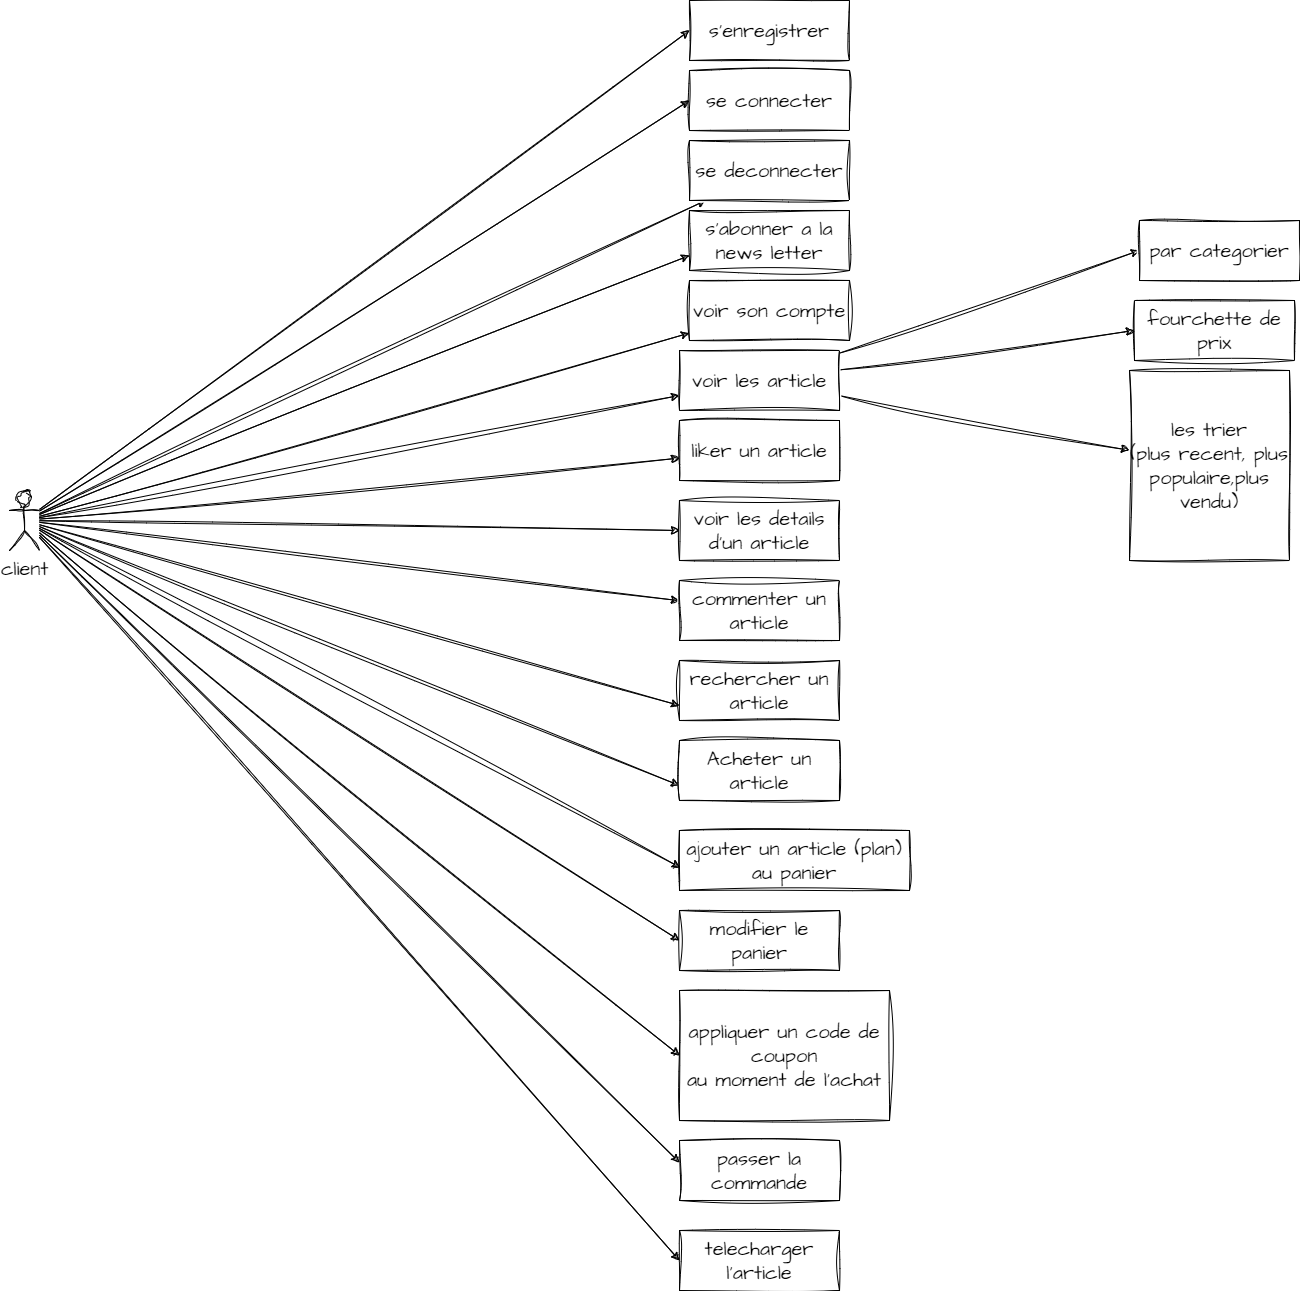 s'enregistrer
se connecter
se deconnecter
s'abonner a la
news letter
voir son compte
voir les article
liker un article
voir les details
d'un article
commenter un
article
rechercher un
article
Acheter un
article
ajouter un article (plan)
au panier
modifier le
panier
appliquer un code de
coupon
au moment de l'achat
passer la
commande
telecharger
l'article
par categorier
fourchette de
prix
les trier
(plus recent, plus
populaire,plus
vendu)
client